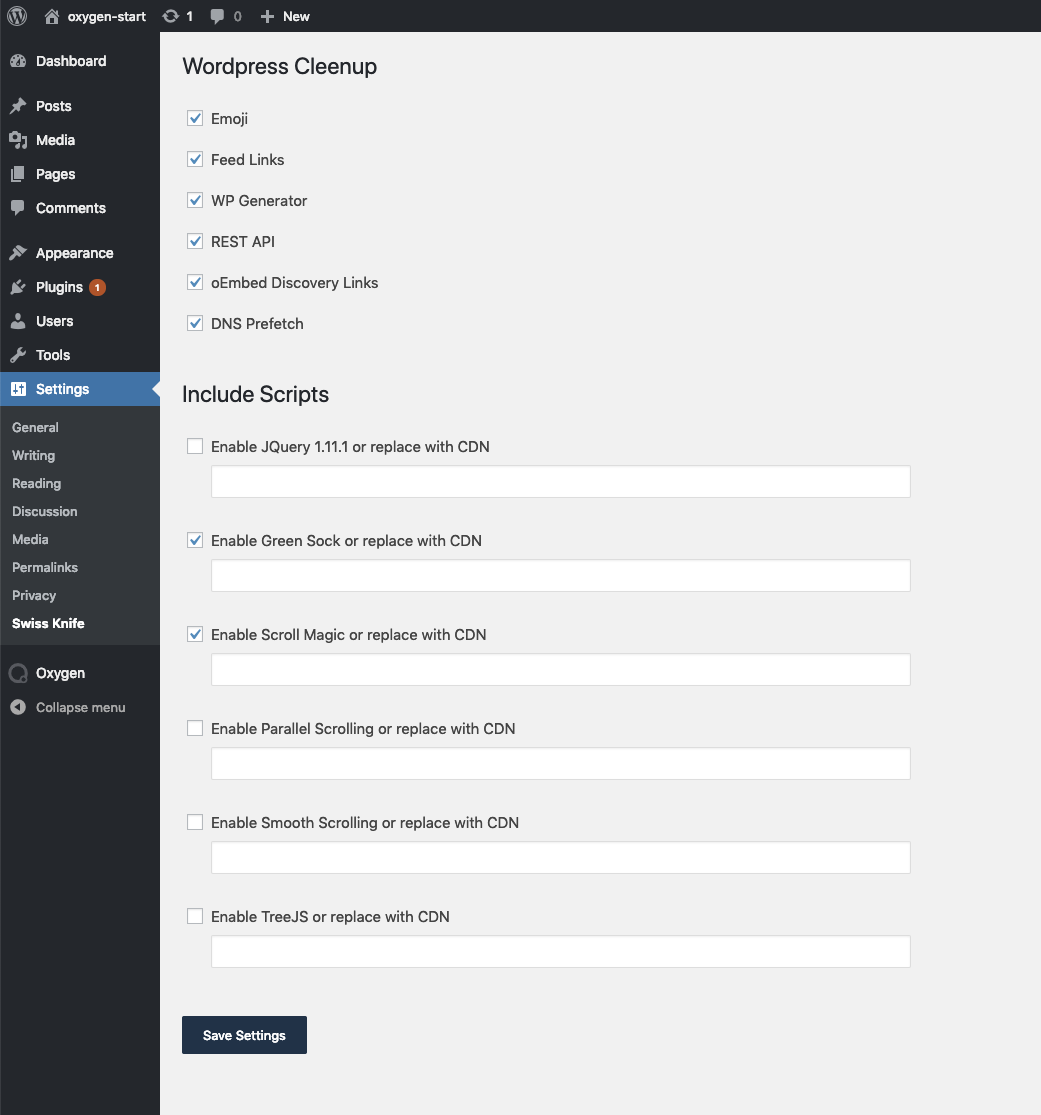 oxygen-start 1 0 New
Dashboard
Posts
Media
Pages
Comments
Appearance
Plugins 1
Users
Tools
Settings
General
Writing
Reading
Discussion
Media
Permalinks
Privacy
Swiss Knife
Oxygen
Collapse menu
Wordpress Cleenup
Emoji
Feed Links
WP Generator
REST API
oEmbed Discovery Links
DNS Prefetch
Include Scripts
Enable JQuery 1.11.1 or replace with CDN
Enable Green Sock or replace with CDN
Enable Scroll Magic or replace with CDN
Enable Parallel Scrolling or replace with CDN
Enable Smooth Scrolling or replace with CDN
Enable TreeJS or replace with CDN
Save Settings